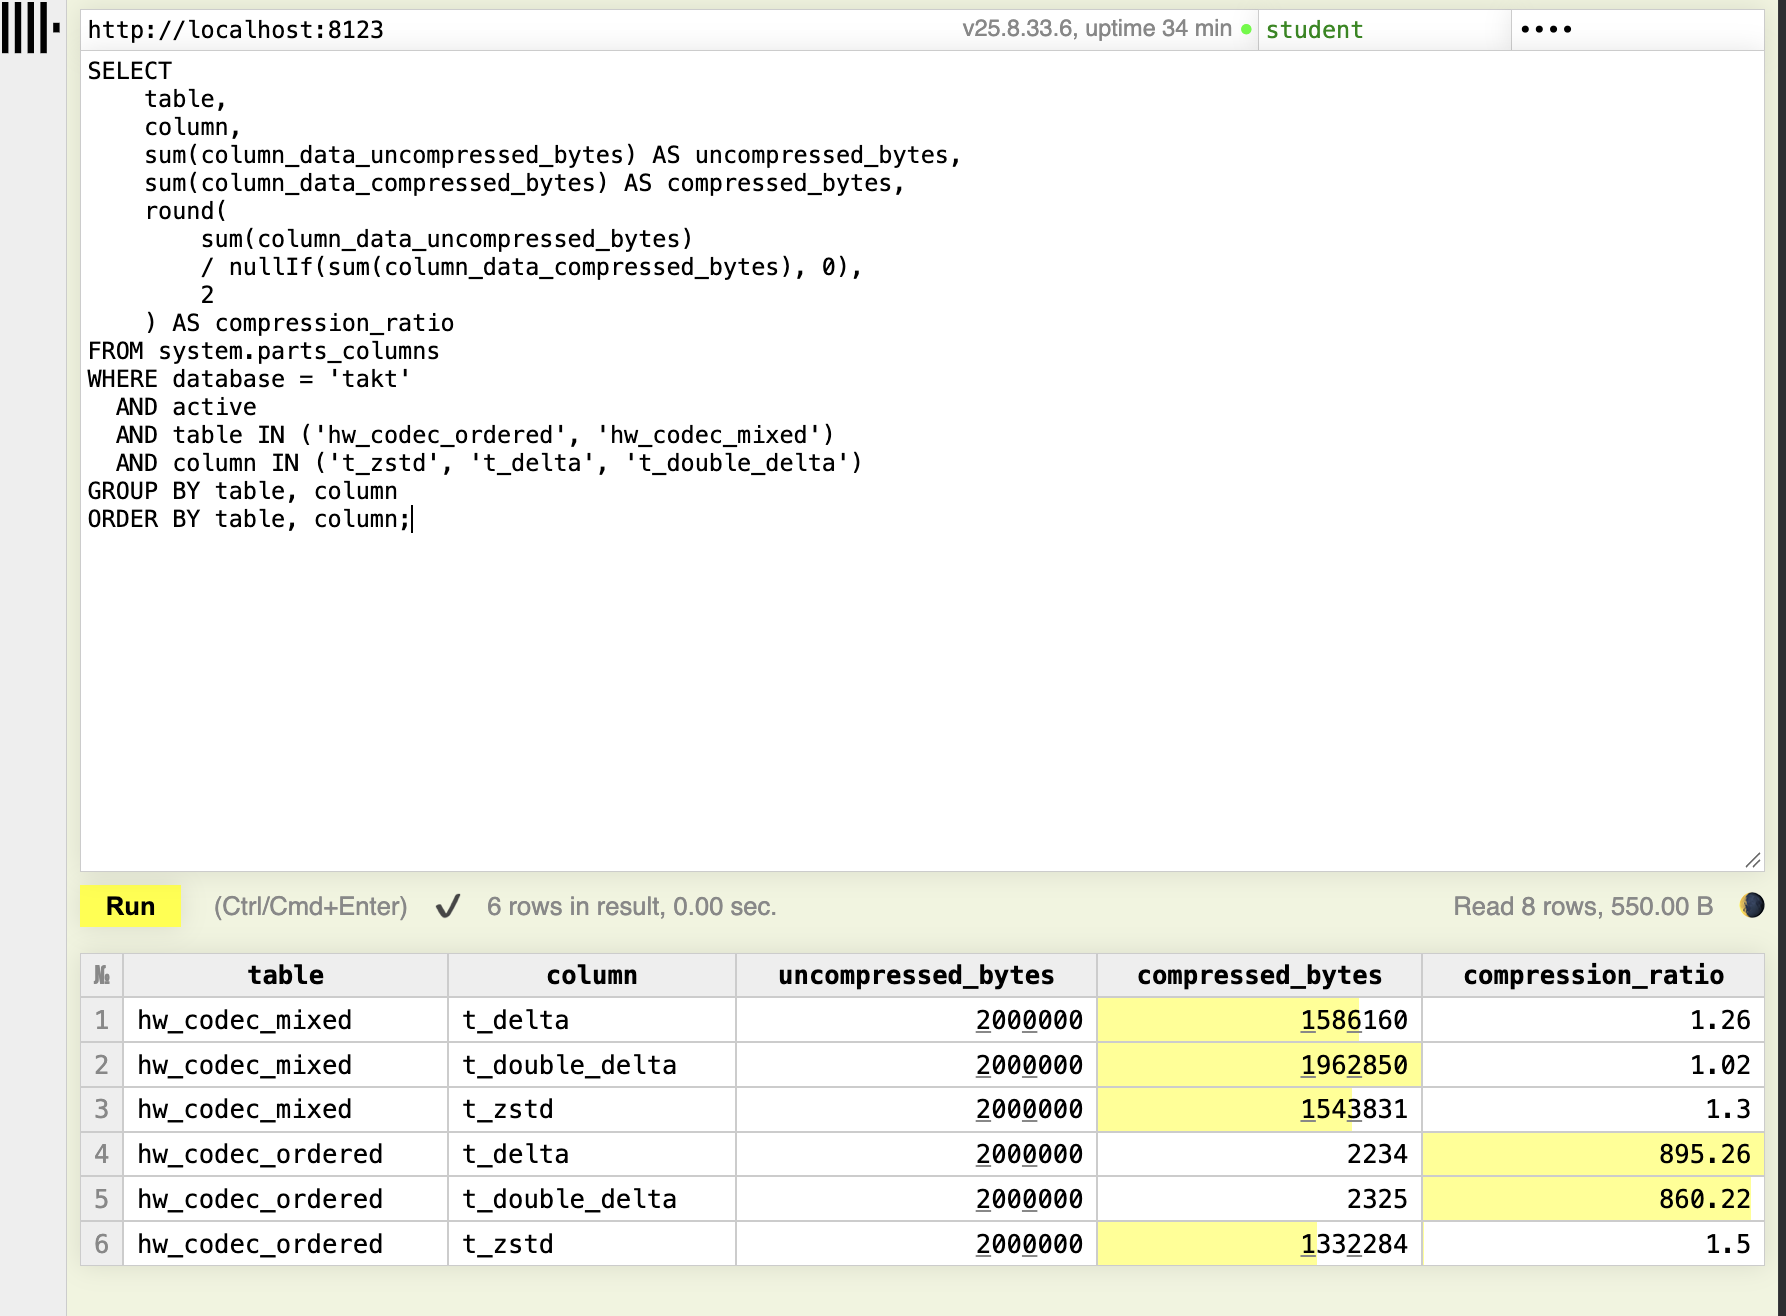 http://localhost:8123 v25.8.33.6, uptime 34 min student ••••
SELECT
    table,
    column,
    sum(column_data_uncompressed_bytes) AS uncompressed_bytes,
    sum(column_data_compressed_bytes) AS compressed_bytes,
    round(
        sum(column_data_uncompressed_bytes)
        / nullIf(sum(column_data_compressed_bytes), 0),
        2
    ) AS compression_ratio
FROM system.parts_columns
WHERE database = 'takt'
  AND active
  AND table IN ('hw_codec_ordered', 'hw_codec_mixed')
  AND column IN ('t_zstd', 't_delta', 't_double_delta')
GROUP BY table, column
ORDER BY table, column;
Run (Ctrl/Cmd+Enter) ✔ 6 rows in result, 0.00 sec. Read 8 rows, 550.00 B
№ table column uncompressed_bytes compressed_bytes compression_ratio
1 hw_codec_mixed t_delta 2000000 1586160 1.26
2 hw_codec_mixed t_double_delta 2000000 1962850 1.02
3 hw_codec_mixed t_zstd 2000000 1543831 1.3
4 hw_codec_ordered t_delta 2000000 2234 895.26
5 hw_codec_ordered t_double_delta 2000000 2325 860.22
6 hw_codec_ordered t_zstd 2000000 1332284 1.5